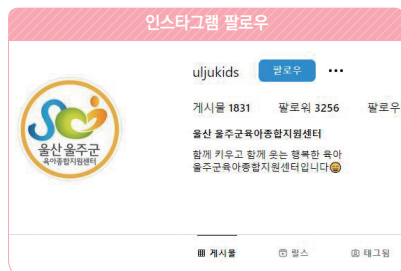 인스타그램 팔로우
uljukids 팔로우 •••
게시물 1831 팔로워 3256 팔로우
울산 울주군육아종합지원센터
함께 키우고 함께 웃는 행복한 육아
울주군육아종합지원센터입니다😄
울산 울주군
육아종합지원센터
게시물 릴스 태그됨